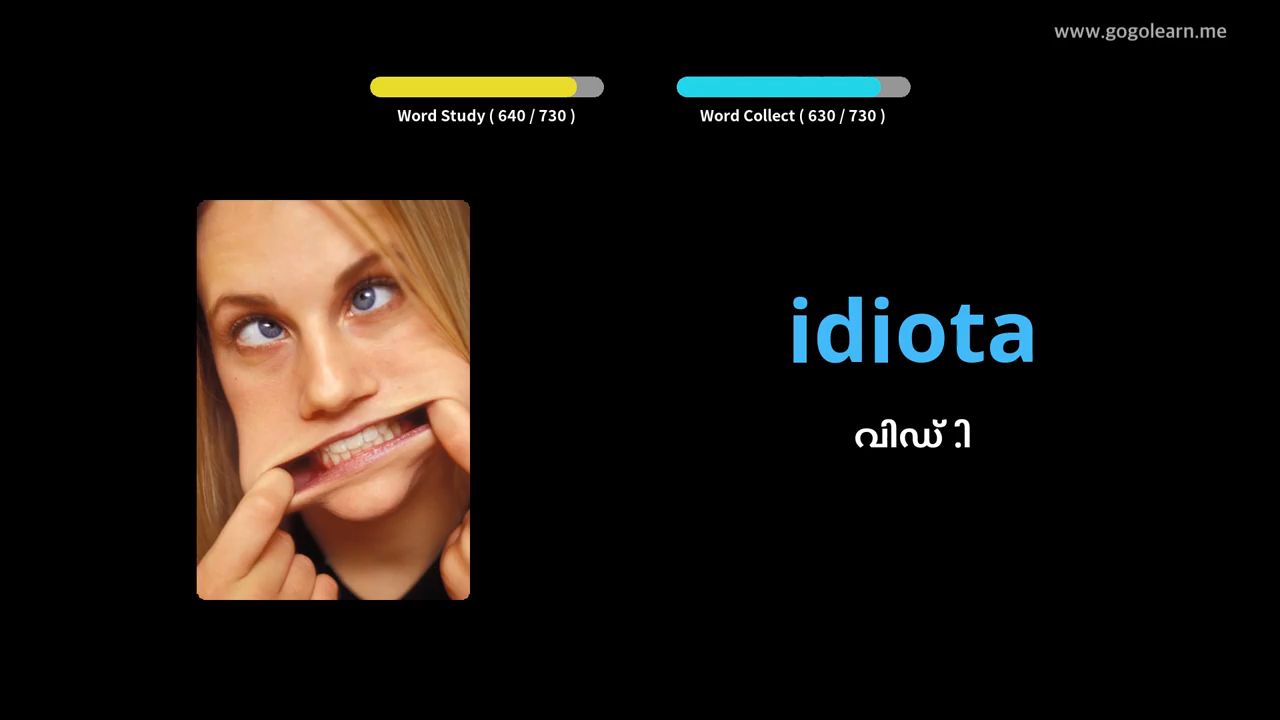 www.gogolearn.me
Word Study ( 640 / 730 )
Word Collect ( 630 / 730 )
idiota
വിഡ് ി